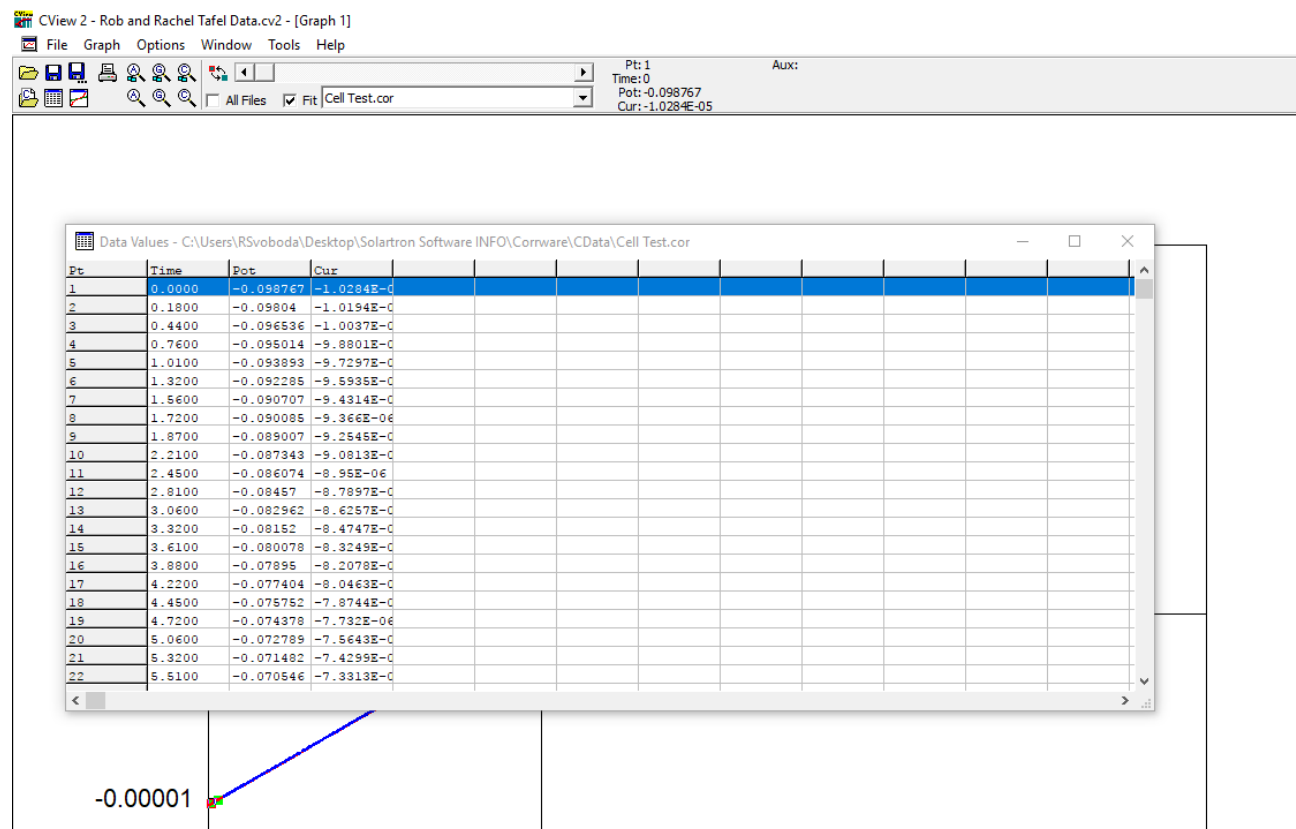 CView 2 - Rob and Rachel Tafel Data.cv2 - [Graph 1]
File Graph Options Window Tools Help
Pt: 1 Aux:
Time: 0
Pot: -0.098767
Cur: -1.0284E-05
All Files Fit Cell Test.cor
Data Values - C:\Users\RSvoboda\Desktop\Solartron Software INFO\Corrware\CData\Cell Test.cor
Pt Time Pot Cur
1 0.0000 -0.098767 -1.0284E-0
2 0.1800 -0.09804 -1.0194E-0
3 0.4400 -0.096536 -1.0037E-0
4 0.7600 -0.095014 -9.8801E-0
5 1.0100 -0.093893 -9.7297E-0
6 1.3200 -0.092285 -9.5935E-0
7 1.5600 -0.090707 -9.4314E-0
8 1.7200 -0.090085 -9.366E-06
9 1.8700 -0.089007 -9.2545E-0
10 2.2100 -0.087343 -9.0813E-0
11 2.4500 -0.086074 -8.95E-06
12 2.8100 -0.08457 -8.7897E-0
13 3.0600 -0.082962 -8.6257E-0
14 3.3200 -0.08152 -8.4747E-0
15 3.6100 -0.080078 -8.3249E-0
16 3.8800 -0.07895 -8.2078E-0
17 4.2200 -0.077404 -8.0463E-0
18 4.4500 -0.075752 -7.8744E-0
19 4.7200 -0.074378 -7.732E-06
20 5.0600 -0.072789 -7.5643E-0
21 5.3200 -0.071482 -7.4299E-0
22 5.5100 -0.070546 -7.3313E-0
-0.00001